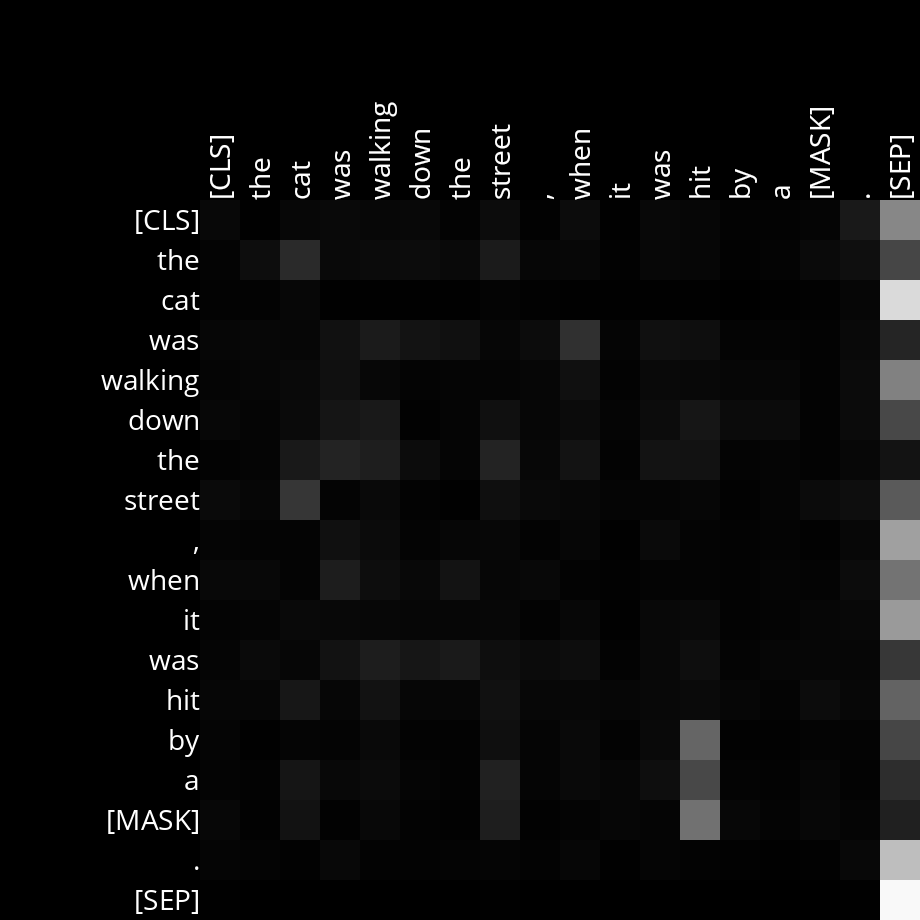 [CLS] the cat was walking down the street , when it was hit by a [MASK] . [SEP]
[CLS]
the
cat
was
walking
down
the
street
,
when
it
was
hit
by
a
[MASK]
.
[SEP]